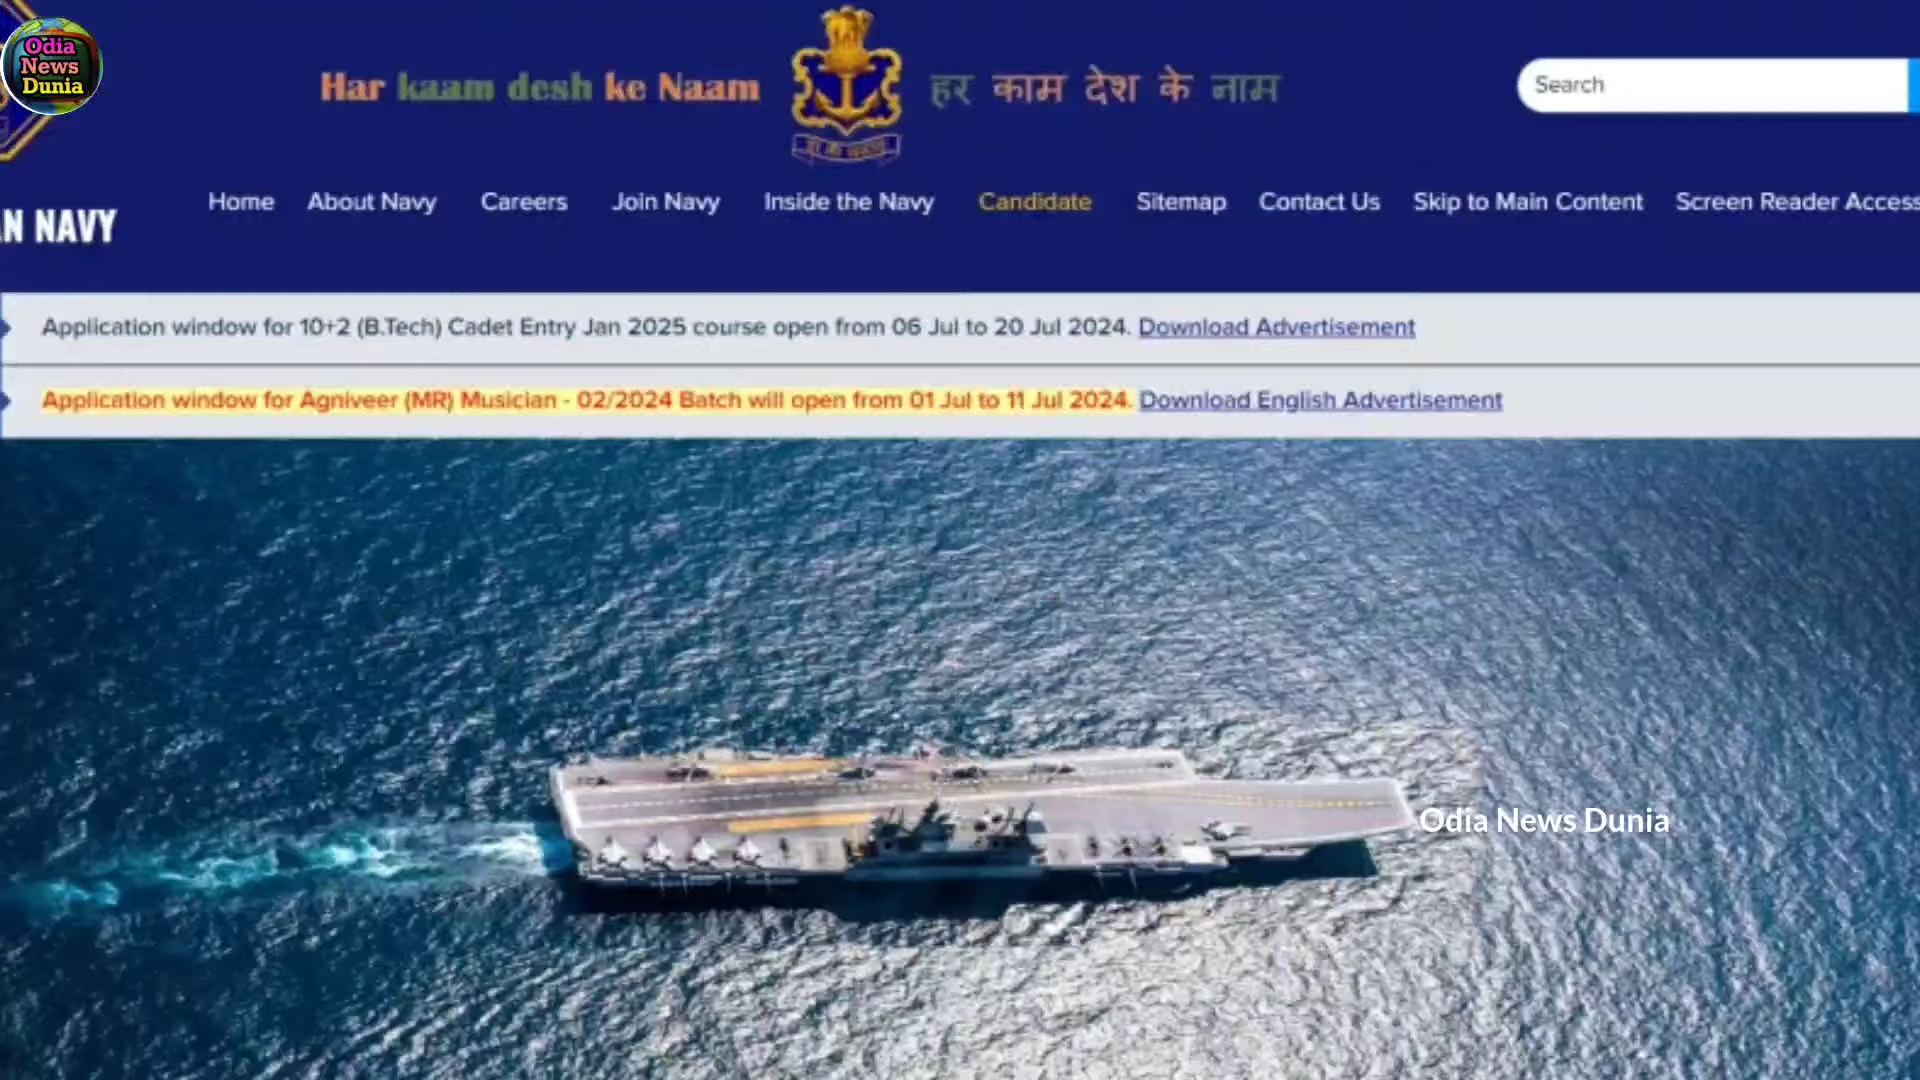 Odia
News
Dunia
Har kaam desh ke Naam
हर काम देश के नाम
Search
AN NAVY
Home About Navy Careers Join Navy Inside the Navy Candidate Sitemap Contact Us Skip to Main Content Screen Reader Access
Application window for 10+2 (B.Tech) Cadet Entry Jan 2025 course open from 06 Jul to 20 Jul 2024. Download Advertisement
Application window for Agniveer (MR) Musician - 02/2024 Batch will open from 01 Jul to 11 Jul 2024. Download English Advertisement
Odia News Dunia